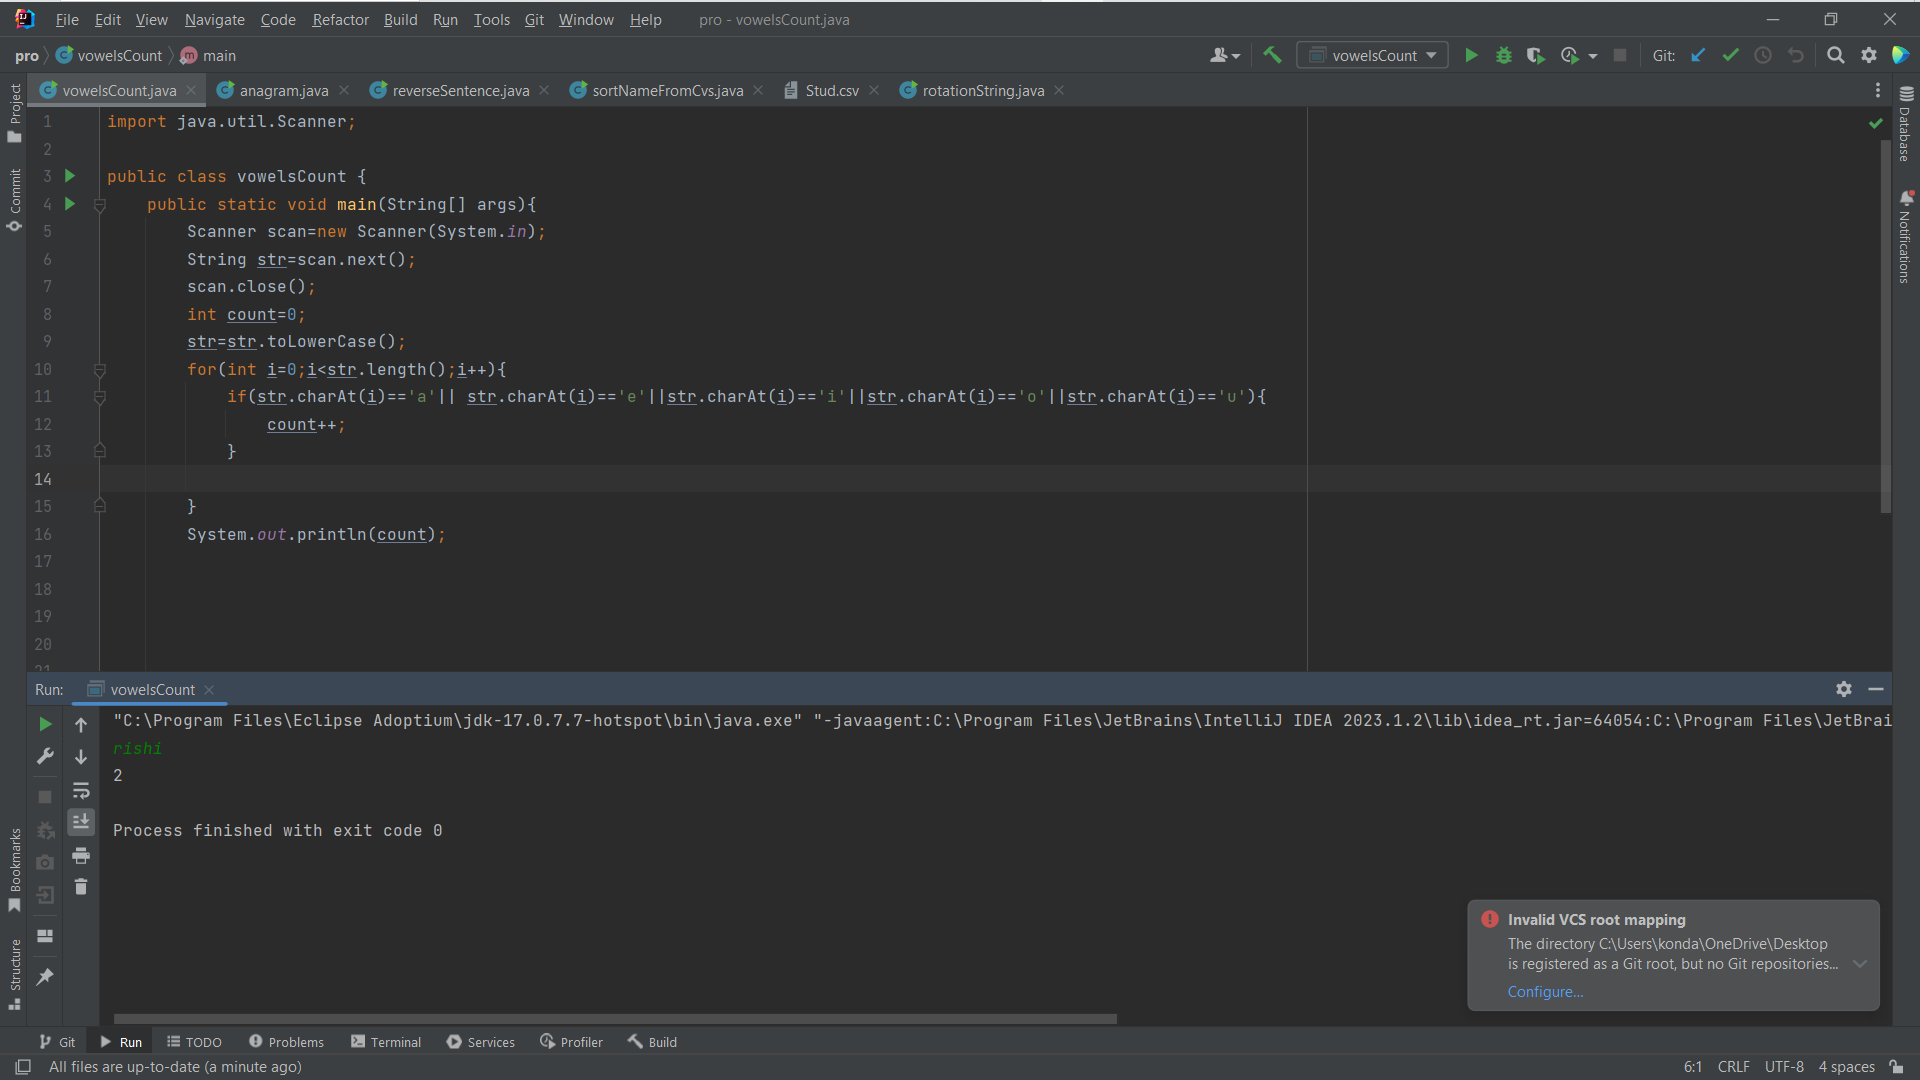 File Edit View Navigate Code Refactor Build Run Tools Git Window Help pro - vowelsCount.java
pro vowelsCount main
vowelsCount Git:
vowelsCount.java anagram.java reverseSentence.java sortNameFromCvs.java Stud.csv rotationString.java
Project
Commit
Bookmarks
Structure
Database
Notifications
1 import java.util.Scanner;
2
3 public class vowelsCount {
4 public static void main(String[] args){
5 Scanner scan=new Scanner(System.in);
6 String str=scan.next();
7 scan.close();
8 int count=0;
9 str=str.toLowerCase();
10 for(int i=0;i<str.length();i++){
11 if(str.charAt(i)=='a'|| str.charAt(i)=='e'||str.charAt(i)=='i'||str.charAt(i)=='o'||str.charAt(i)=='u'){
12 count++;
13 }
14
15 }
16 System.out.println(count);
17
18
19
20
21
Run: vowelsCount
"C:\Program Files\Eclipse Adoptium\jdk-17.0.7.7-hotspot\bin\java.exe" "-javaagent:C:\Program Files\JetBrains\IntelliJ IDEA 2023.1.2\lib\idea_rt.jar=64054:C:\Program Files\JetBrai
rishi
2
Process finished with exit code 0
Invalid VCS root mapping
The directory C:\Users\konda\OneDrive\Desktop
is registered as a Git root, but no Git repositories...
Configure...
Git Run TODO Problems Terminal Services Profiler Build
All files are up-to-date (a minute ago) 6:1 CRLF UTF-8 4 spaces